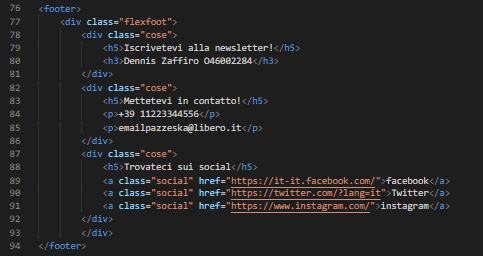 76 <footer>
77 <div class="flexfoot">
78 <div class="cose">
79 <h5>Iscrivetevi alla newsletter!</h5>
80 <h3>Dennis Zaffiro O46002284</h3>
81 </div>
82 <div class="cose">
83 <h5>Mettetevi in contatto!</h5>
84 <p>+39 11223344556</p>
85 <p>emailpazzeska@libero.it</p>
86 </div>
87 <div class="cose">
88 <h5>Trovateci sui social</h5>
89 <a class="social" href="https://it-it.facebook.com/">facebook</a>
90 <a class="social" href="https://twitter.com/?lang=it">Twitter</a>
91 <a class="social" href="https://www.instagram.com/">instagram</a>
92 </div>
93 </div>
94 </footer>